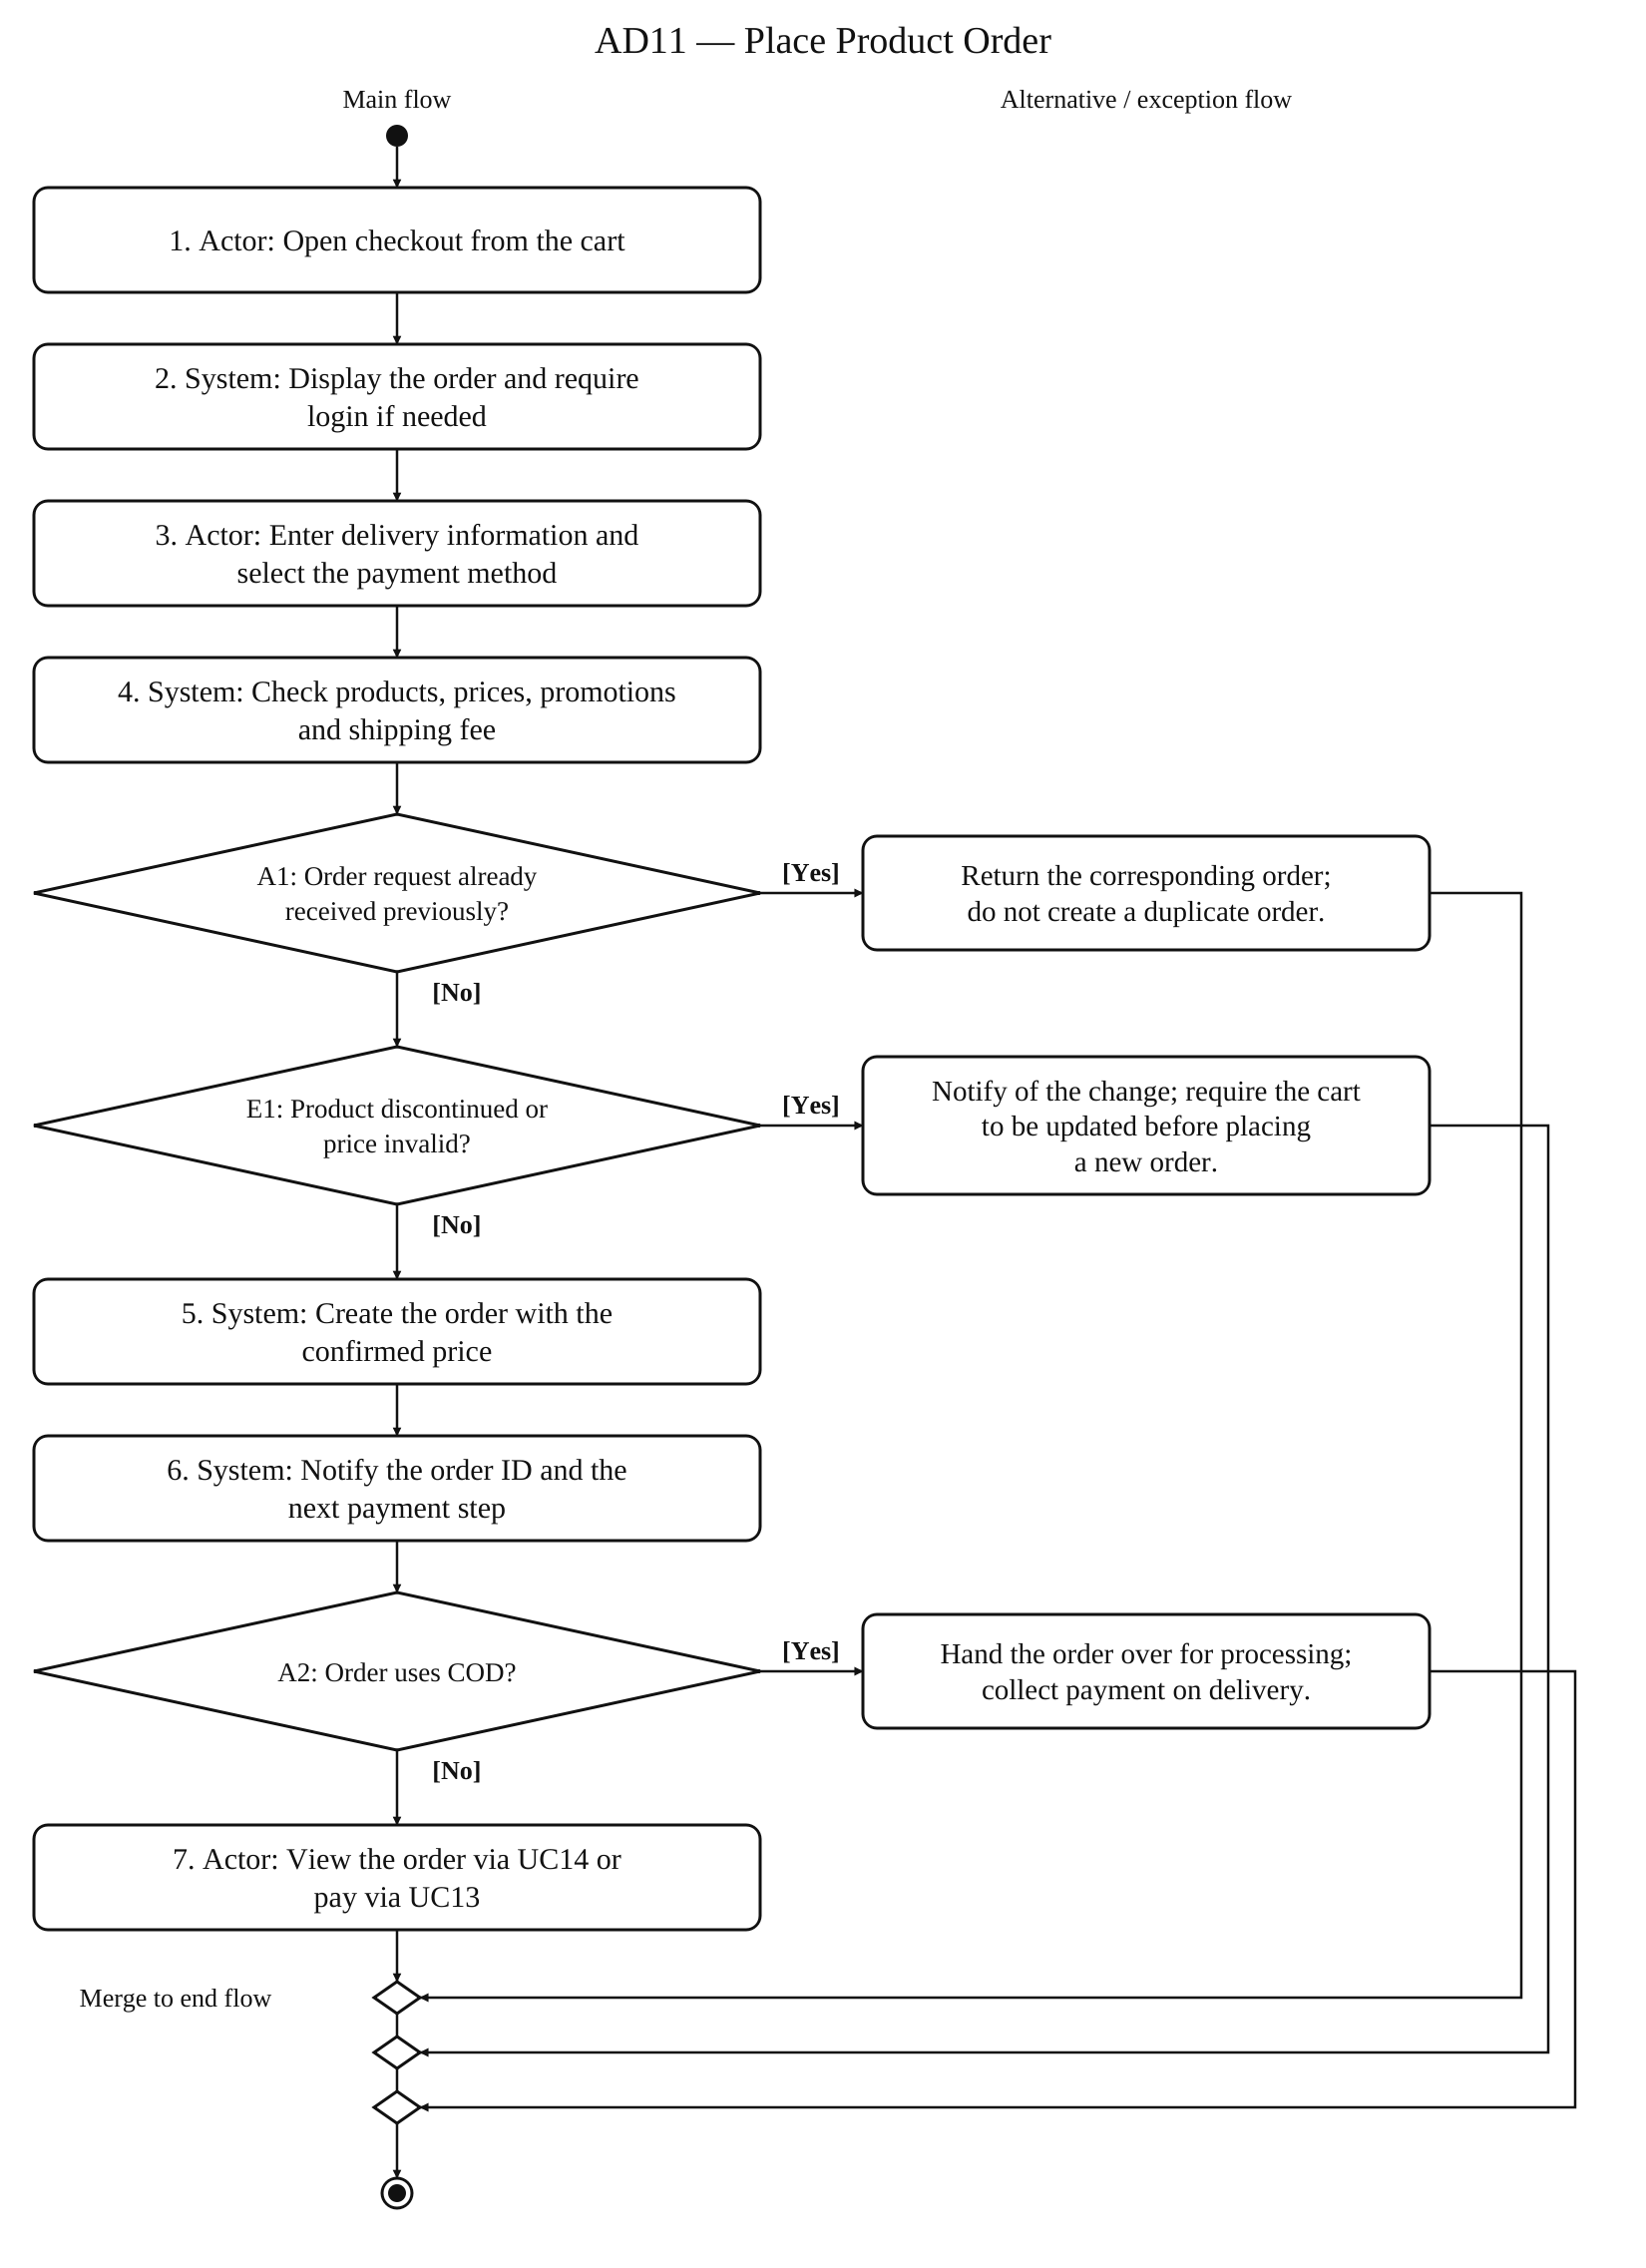 AD11 — Place Product Order
Main flow
Alternative / exception flow
1. Actor: Open checkout from the cart
2. System: Display the order and require
login if needed
3. Actor: Enter delivery information and
select the payment method
4. System: Check products, prices, promotions
and shipping fee
A1: Order request already
received previously?
[Yes]
Return the corresponding order;
do not create a duplicate order.
[No]
E1: Product discontinued or
price invalid?
[Yes]
Notify of the change; require the cart
to be updated before placing
a new order.
[No]
5. System: Create the order with the
confirmed price
6. System: Notify the order ID and the
next payment step
A2: Order uses COD?
[Yes]
Hand the order over for processing;
collect payment on delivery.
[No]
7. Actor: View the order via UC14 or
pay via UC13
Merge to end flow